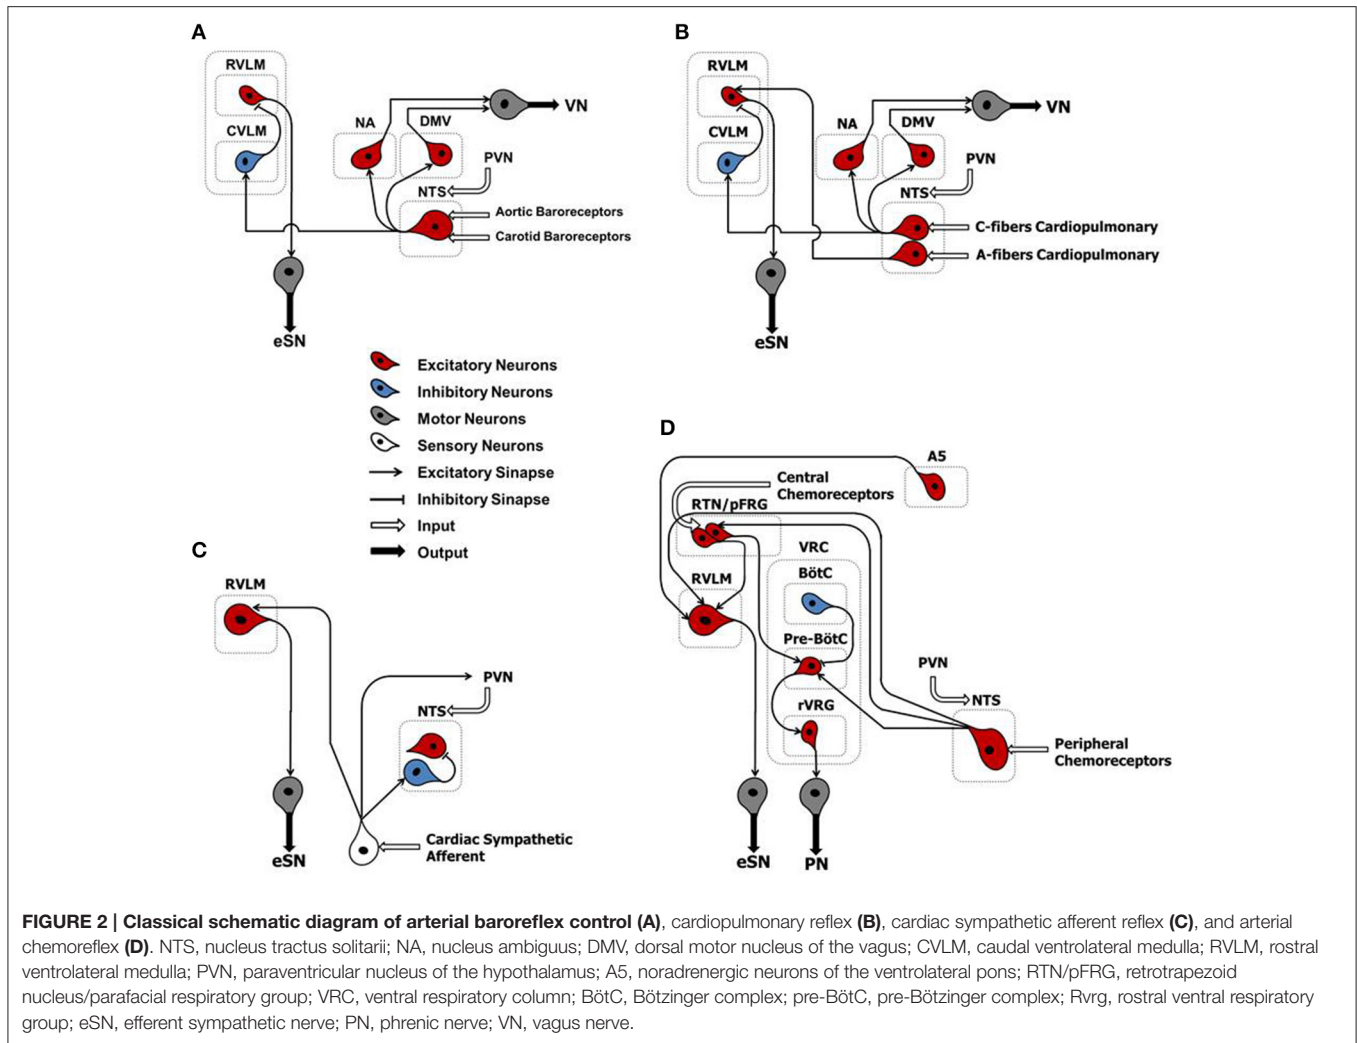 A
RVLM
CVLM
NA
DMV
VN
PVN
NTS
Aortic Baroreceptors
Carotid Baroreceptors
eSN
B
RVLM
CVLM
NA
DMV
VN
PVN
NTS
C-fibers Cardiopulmonary
A-fibers Cardiopulmonary
eSN
Excitatory Neurons
Inhibitory Neurons
Motor Neurons
Sensory Neurons
Excitatory Sinapse
Inhibitory Sinapse
Input
Output
C
RVLM
PVN
NTS
Cardiac Sympathetic
Afferent
eSN
D
A5
Central
Chemoreceptors
RTN/pFRG
VRC
BötC
RVLM
Pre-BötC
PVN
NTS
rVRG
Peripheral
Chemoreceptors
eSN
PN
FIGURE 2 | Classical schematic diagram of arterial baroreflex control (A), cardiopulmonary reflex (B), cardiac sympathetic afferent reflex (C), and arterial
chemoreflex (D). NTS, nucleus tractus solitarii; NA, nucleus ambiguus; DMV, dorsal motor nucleus of the vagus; CVLM, caudal ventrolateral medulla; RVLM, rostral
ventrolateral medulla; PVN, paraventricular nucleus of the hypothalamus; A5, noradrenergic neurons of the ventrolateral pons; RTN/pFRG, retrotrapezoid
nucleus/parafacial respiratory group; VRC, ventral respiratory column; BötC, Bötzinger complex; pre-BötC, pre-Bötzinger complex; Rvrg, rostral ventral respiratory
group; eSN, efferent sympathetic nerve; PN, phrenic nerve; VN, vagus nerve.